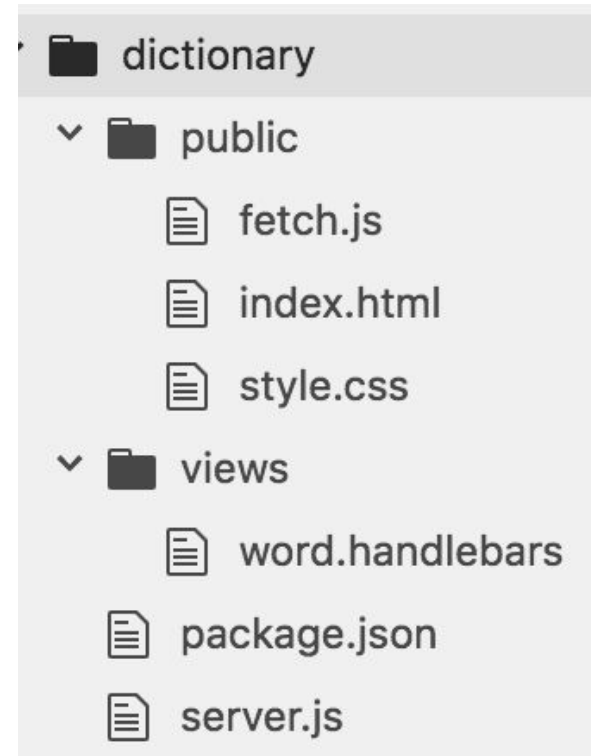 dictionary
public
fetch.js
index.html
style.css
views
word.handlebars
package.json
server.js